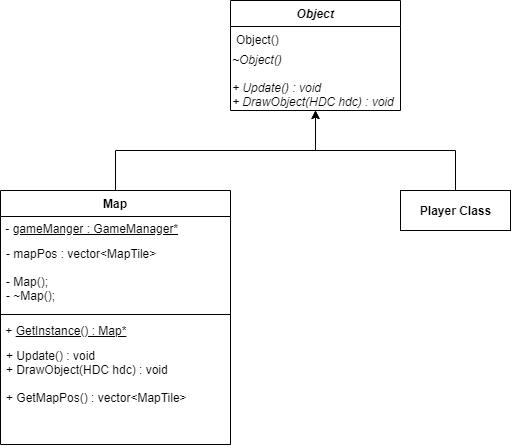 Object
Object()
~Object()
+ Update() : void
+ DrawObject(HDC hdc) : void
Map
- gameManger : GameManager*
- mapPos : vector<MapTile>
- Map();
- ~Map();
+ GetInstance() : Map*
+ Update() : void
+ DrawObject(HDC hdc) : void
+ GetMapPos() : vector<MapTile>
Player Class